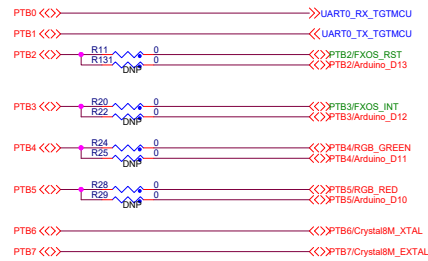 PTB0 UART0_RX_TGTMCU
PTB1 UART0_TX_TGTMCU
PTB2 R11 0 PTB2/FXOS_RST
R131 0 PTB2/Arduino_D13
DNP
PTB3 R20 0 PTB3/FXOS_INT
R22 0 PTB3/Arduino_D12
DNP
PTB4 R24 0 PTB4/RGB_GREEN
R25 0 PTB4/Arduino_D11
DNP
PTB5 R28 0 PTB5/RGB_RED
R29 0 PTB5/Arduino_D10
DNP
PTB6 PTB6/Crystal8M_XTAL
PTB7 PTB7/Crystal8M_EXTAL